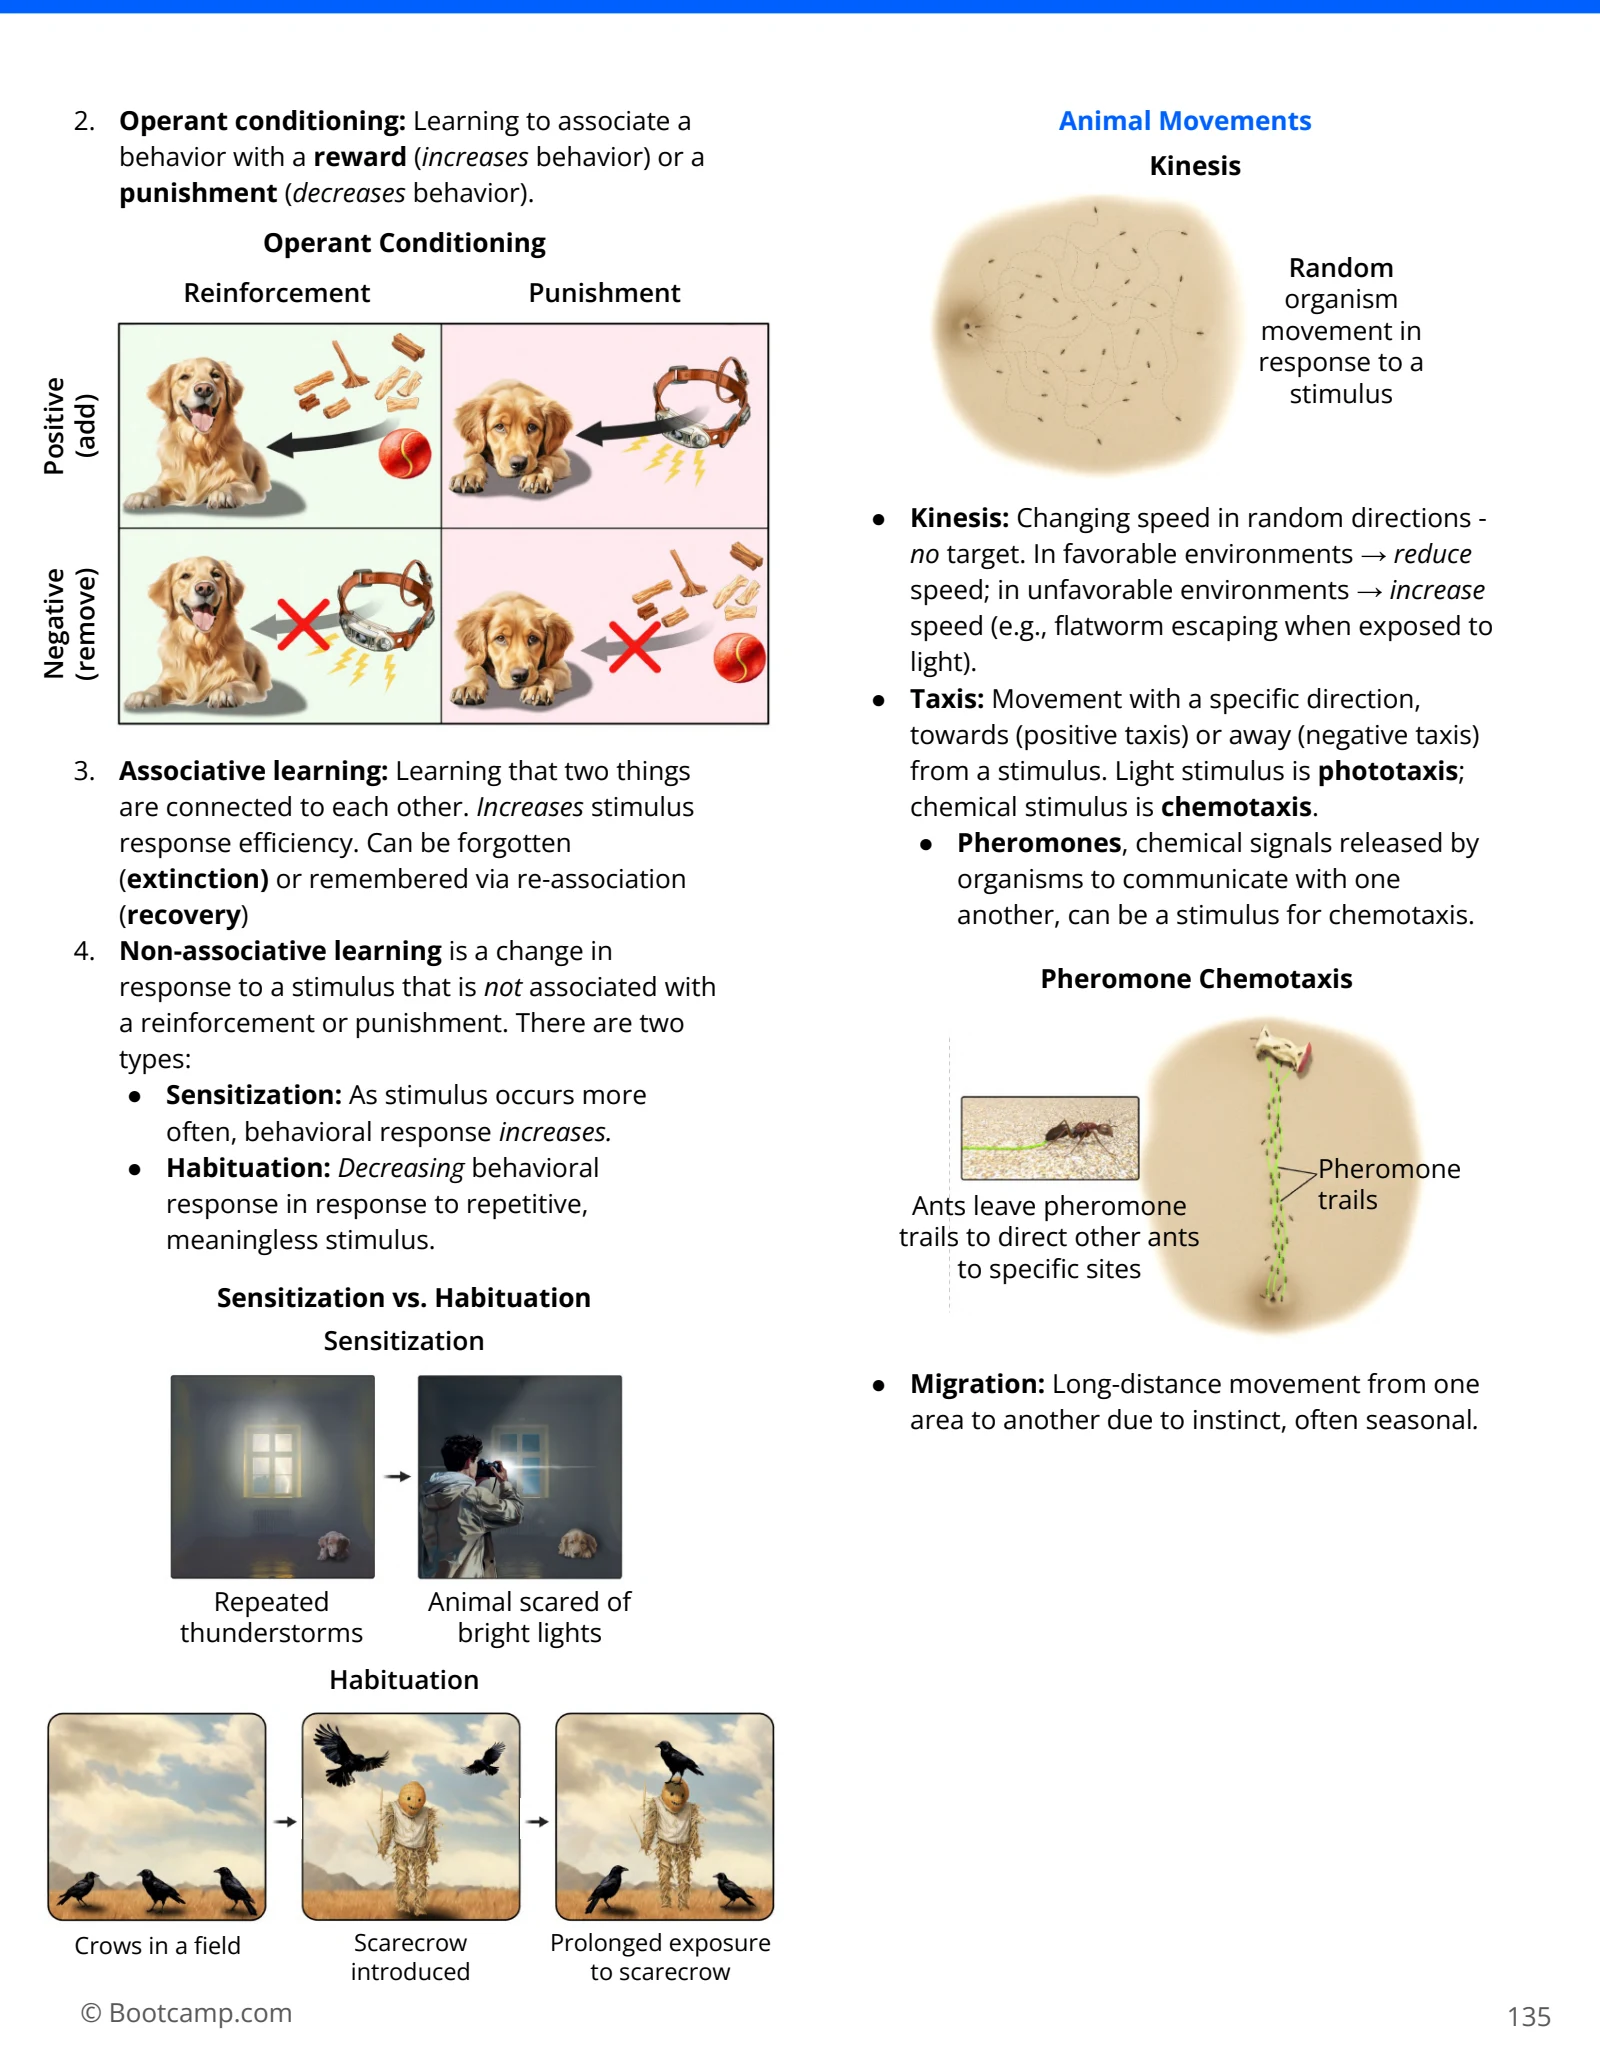 2. Operant conditioning: Learning to associate a
behavior with a reward (increases behavior) or a
punishment (decreases behavior).
Operant Conditioning
Reinforcement
Punishment
Positive
(add)
Negative
(remove)
3. Associative learning: Learning that two things
are connected to each other. Increases stimulus
response efficiency. Can be forgotten
(extinction) or remembered via re-association
(recovery)
4. Non-associative learning is a change in
response to a stimulus that is not associated with
a reinforcement or punishment. There are two
types:
● Sensitization: As stimulus occurs more
often, behavioral response increases.
● Habituation: Decreasing behavioral
response in response to repetitive,
meaningless stimulus.
Sensitization vs. Habituation
Sensitization
Repeated
thunderstorms
Animal scared of
bright lights
Habituation
Crows in a field
Scarecrow
introduced
Prolonged exposure
to scarecrow
Animal Movements
Kinesis
Random
organism
movement in
response to a
stimulus
● Kinesis: Changing speed in random directions -
no target. In favorable environments → reduce
speed; in unfavorable environments → increase
speed (e.g., flatworm escaping when exposed to
light).
● Taxis: Movement with a specific direction,
towards (positive taxis) or away (negative taxis)
from a stimulus. Light stimulus is phototaxis;
chemical stimulus is chemotaxis.
● Pheromones, chemical signals released by
organisms to communicate with one
another, can be a stimulus for chemotaxis.
Pheromone Chemotaxis
Ants leave pheromone
trails to direct other ants
to specific sites
Pheromone
trails
● Migration: Long-distance movement from one
area to another due to instinct, often seasonal.
© Bootcamp.com
135